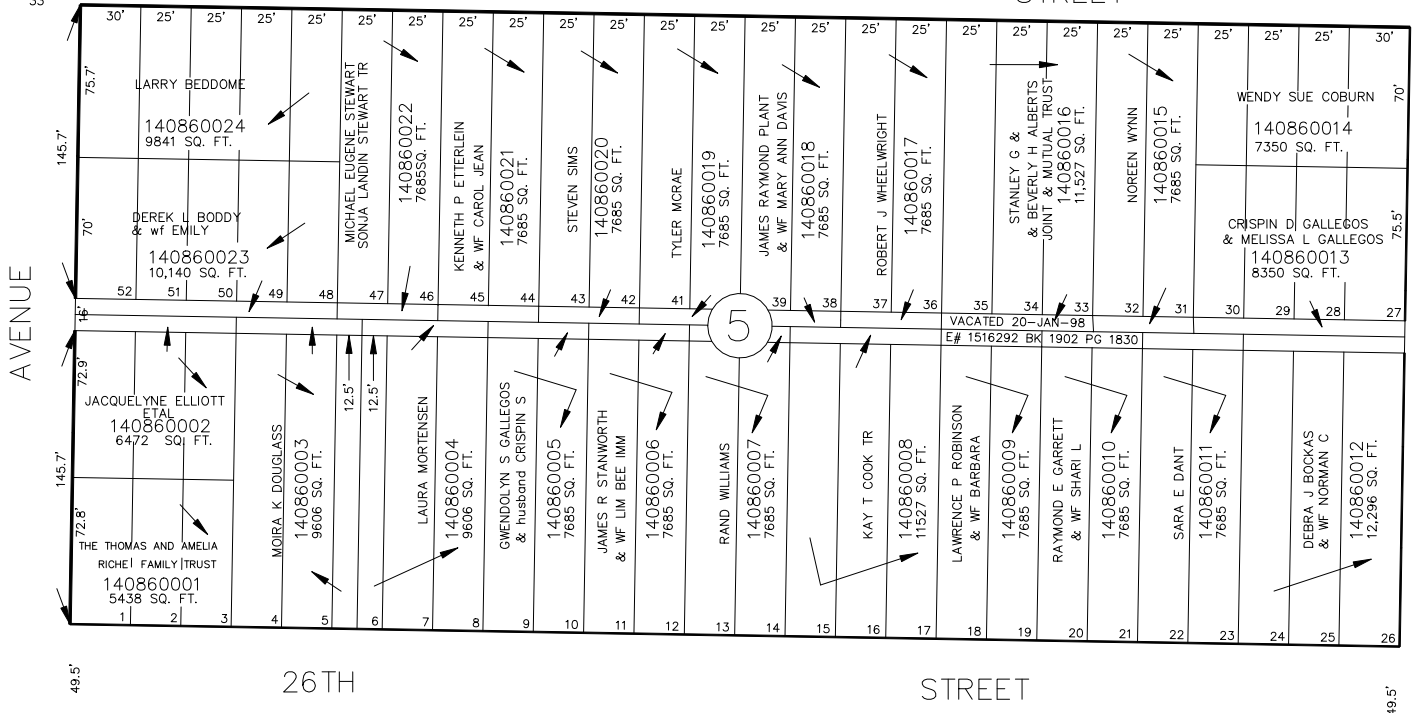 33'
STREET
30' 25' 25' 25' 25' 25' 25' 25' 25' 25' 25' 25' 25' 25' 25' 25' 25' 25' 25' 25' 25' 25' 25' 25' 25' 30'
AVENUE
145.7'
75.7'
70'
LARRY BEDDOME
140860024
9841 SQ. FT.
DEREK L BODDY
& wf EMILY
140860023
10,140 SQ. FT.
MICHAEL EUGENE STEWART
SONJA LANDIN STEWART TR
140860022
7685SQ. FT.
KENNETH P ETTERLEIN
& WF CAROL JEAN
140860021
7685 SQ. FT.
STEVEN SIMS
140860020
7685 SQ. FT.
TYLER MCRAE
140860019
7685 SQ. FT.
JAMES RAYMOND PLANT
& WF MARY ANN DAVIS
140860018
7685 SQ. FT.
ROBERT J WHEELWRIGHT
140860017
7685 SQ. FT.
STANLEY G &
& BEVERLY H ALBERTS
JOINT & MUTUAL TRUST
140860016
11,527 SQ. FT.
NOREEN WYNN
140860015
7685 SQ. FT.
WENDY SUE COBURN
140860014
7350 SQ. FT.
70'
CRISPIN D GALLEGOS
& MELISSA L GALLEGOS
140860013
8350 SQ. FT.
75.5'
52 51 50 49 48 47 46 45 44 43 42 41 39 38 37 36 35 34 33 32 31 30 29 28 27
16'
5
VACATED 20-JAN-98
E# 1516292 BK 1902 PG 1830
145.7'
72.9'
72.8'
JACQUELYNE ELLIOTT
ETAL
140860002
6472 SQ. FT.
THE THOMAS AND AMELIA
RICHE FAMILY TRUST
140860001
5438 SQ. FT.
MOIRA K DOUGLASS
140860003
9606 SQ. FT.
12.5'
12.5'
LAURA MORTENSEN
140860004
9606 SQ. FT.
GWENDOLYN S GALLEGOS
& husband CRISPIN S
140860005
7685 SQ. FT.
JAMES R STANWORTH
& WF LIM BEE IMM
140860006
7685 SQ. FT.
RAND WILLIAMS
140860007
7685 SQ. FT.
KAY T COOK TR
140860008
11527 SQ. FT.
LAWRENCE P ROBINSON
& WF BARBARA
140860009
7685 SQ. FT.
RAYMOND E GARRETT
& WF SHARI L
140860010
7685 SQ. FT.
SARA E DANT
140860011
7685 SQ. FT.
DEBRA J BOCKAS
& WF NORMAN C
140860012
12,296 SQ. FT.
1 2 3 4 5 6 7 8 9 10 11 12 13 14 15 16 17 18 19 20 21 22 23 24 25 26
49.5'
26TH
STREET
49.5'